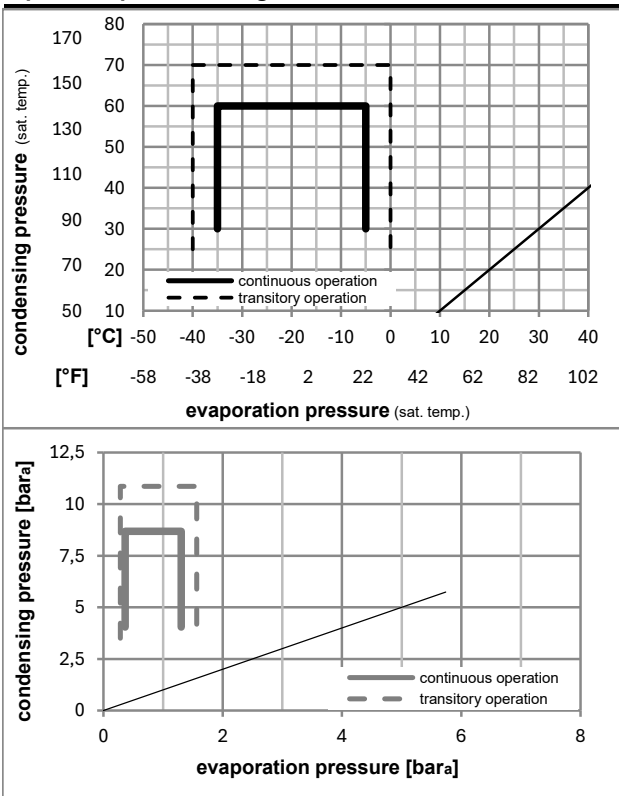 170 80
70
150 60
130 50
110 40
90 30
70 20
50 10
condensing pressure (sat. temp.)
continuous operation
transitory operation
[°C] -50 -40 -30 -20 -10 0 10 20 30 40
[°F] -58 -38 -18 2 22 42 62 82 102
evaporation pressure (sat. temp.)
12,5
10
7,5
5
2,5
0
condensing pressure [bara]
continuous operation
transitory operation
0 2 4 6 8
evaporation pressure [bara]